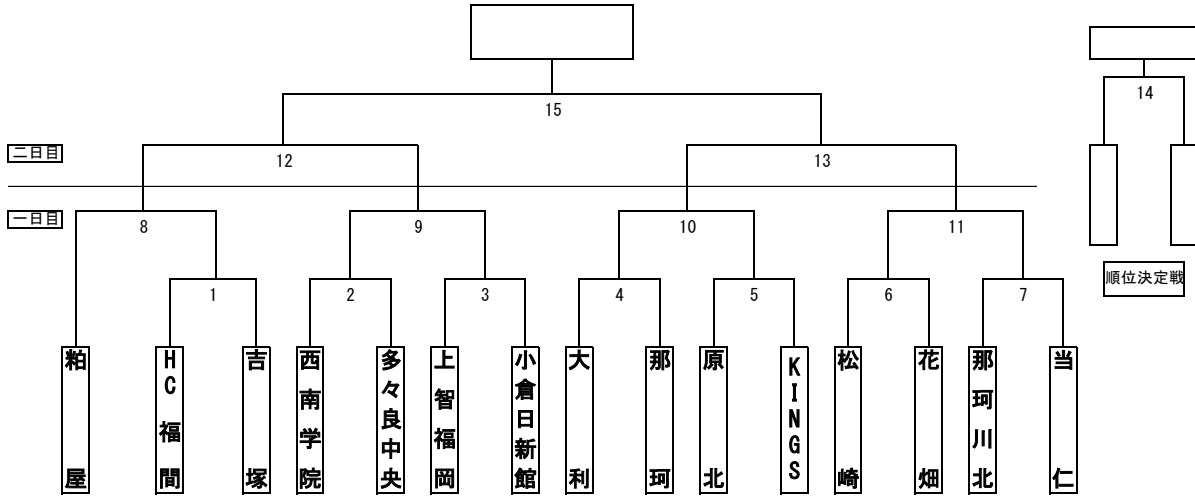 15
14
二日目
12
13
一日目
8
9
10
11
順位決定戦
1
2
3
4
5
6
7
粕屋
HC福間
吉塚
西南学院
多々良中央
上智福岡
小倉日新館
大利
那珂
原北
KINGS
松崎
花畑
那珂川北
当仁